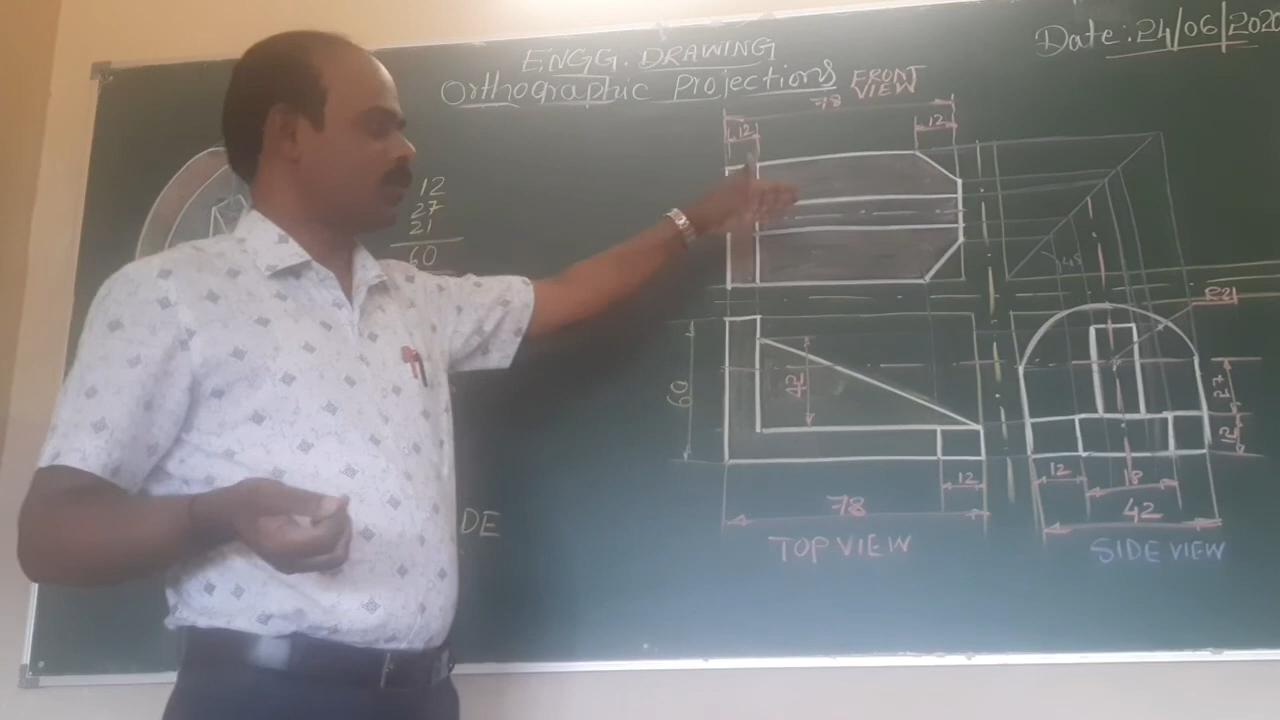 ENGG. DRAWING
Orthographic Projections
Date: 24/06/2020
FRONT
VIEW
78
12
12
12
27
21
60
45
R21
60
42
27
12
12
12
18
78
42
TOP VIEW
SIDE VIEW
DE